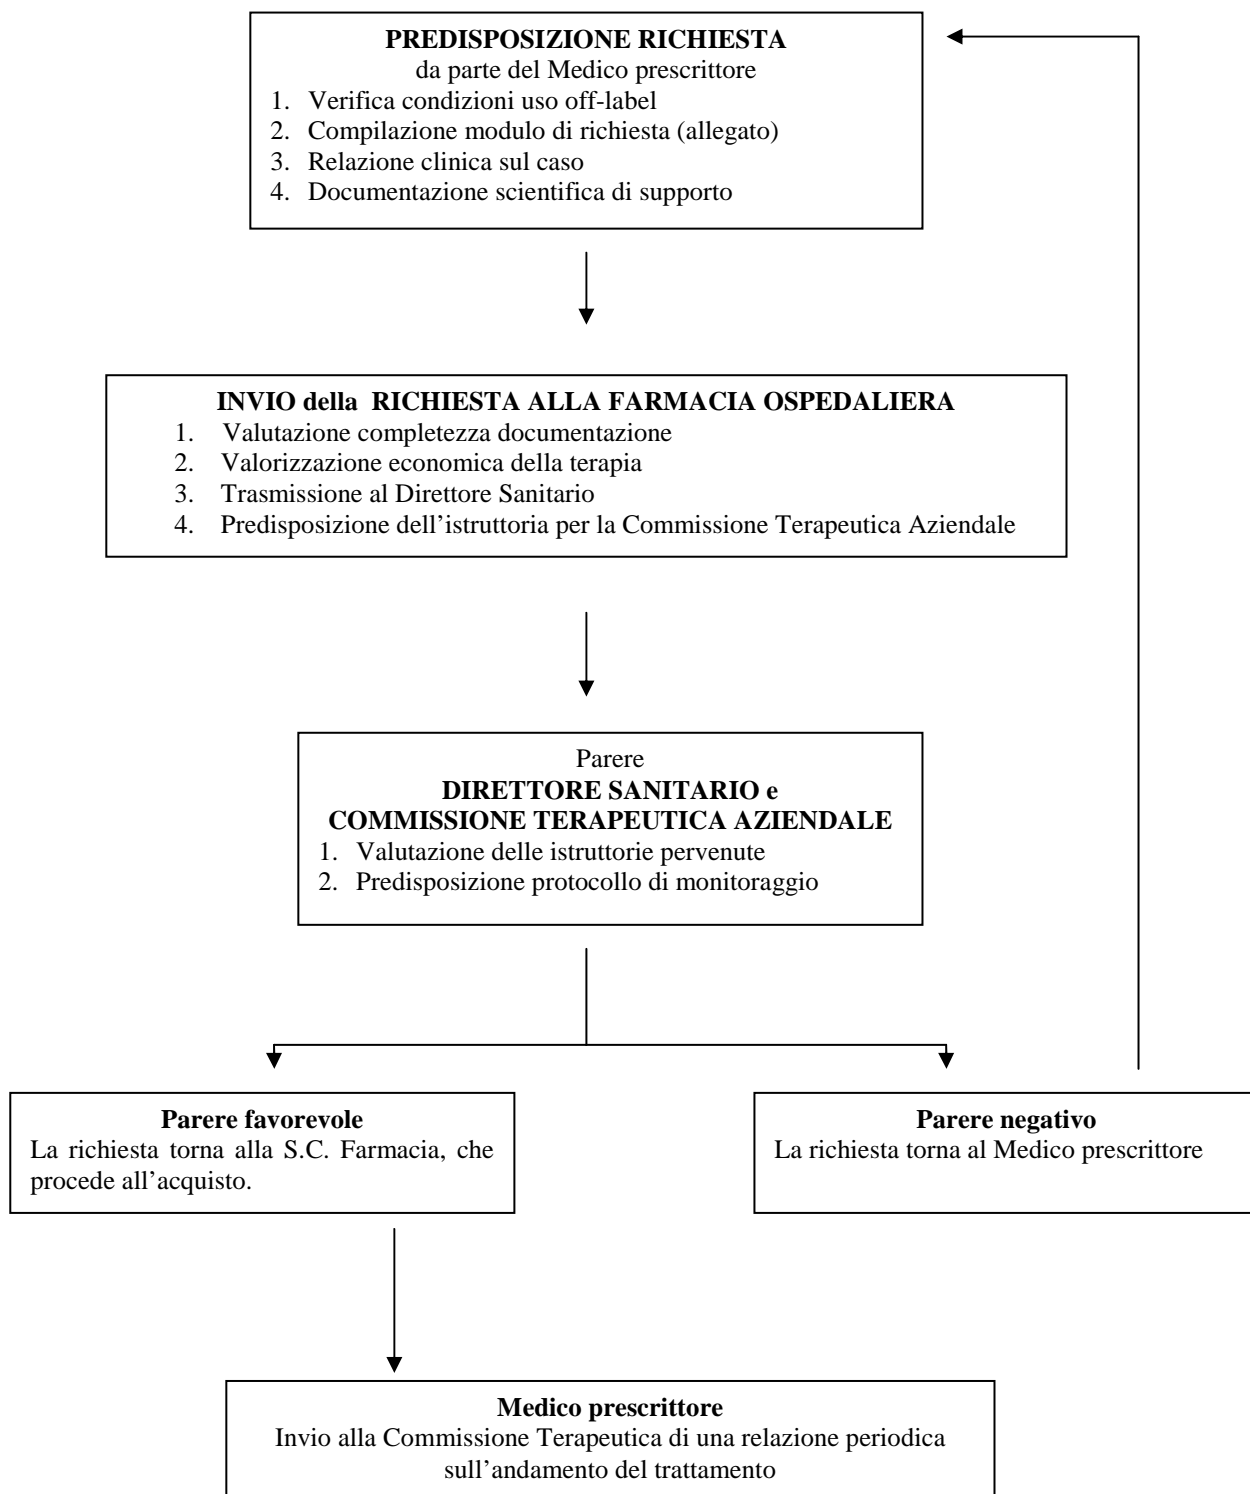 PREDISPOSIZIONE RICHIESTA
da parte del Medico prescrittore
1. Verifica condizioni uso off-label
2. Compilazione modulo di richiesta (allegato)
3. Relazione clinica sul caso
4. Documentazione scientifica di supporto
INVIO della RICHIESTA ALLA FARMACIA OSPEDALIERA
1. Valutazione completezza documentazione
2. Valorizzazione economica della terapia
3. Trasmissione al Direttore Sanitario
4. Predisposizione dell’istruttoria per la Commissione Terapeutica Aziendale
Parere
DIRETTORE SANITARIO e
COMMISSIONE TERAPEUTICA AZIENDALE
1. Valutazione delle istruttorie pervenute
2. Predisposizione protocollo di monitoraggio
Parere favorevole
La richiesta torna alla S.C. Farmacia, che
procede all’acquisto.
Parere negativo
La richiesta torna al Medico prescrittore
Medico prescrittore
Invio alla Commissione Terapeutica di una relazione periodica
sull’andamento del trattamento